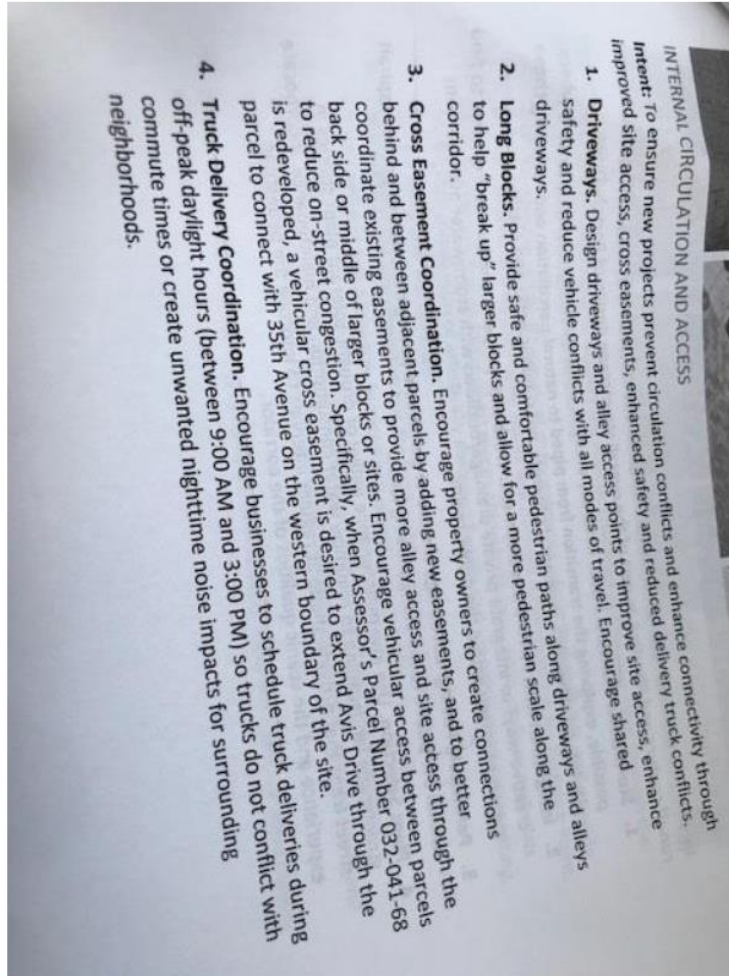 INTERNAL CIRCULATION AND ACCESS
Intent: To ensure new projects prevent circulation conflicts and enhance connectivity through
improved site access, cross easements, enhanced safety and reduced delivery truck conflicts.
1. Driveways. Design driveways and alley access points to improve site access, enhance
safety and reduce vehicle conflicts with all modes of travel. Encourage shared
driveways.
2. Long Blocks. Provide safe and comfortable pedestrian paths along driveways and alleys
to help "break up" larger blocks and allow for a more pedestrian scale along the
corridor.
3. Cross Easement Coordination. Encourage property owners to create connections
behind and between adjacent parcels by adding new easements, and to better
coordinate existing easements to provide more alley access and site access through the
back side or middle of larger blocks or sites. Encourage vehicular access between parcels
to reduce on-street congestion. Specifically, when Assessor's Parcel Number 032-041-68
is redeveloped, a vehicular cross easement is desired to extend Avis Drive through the
parcel to connect with 35th Avenue on the western boundary of the site.
4. Truck Delivery Coordination. Encourage businesses to schedule truck deliveries during
off-peak daylight hours (between 9:00 AM and 3:00 PM) so trucks do not conflict with
commute times or create unwanted nighttime noise impacts for surrounding
neighborhoods.